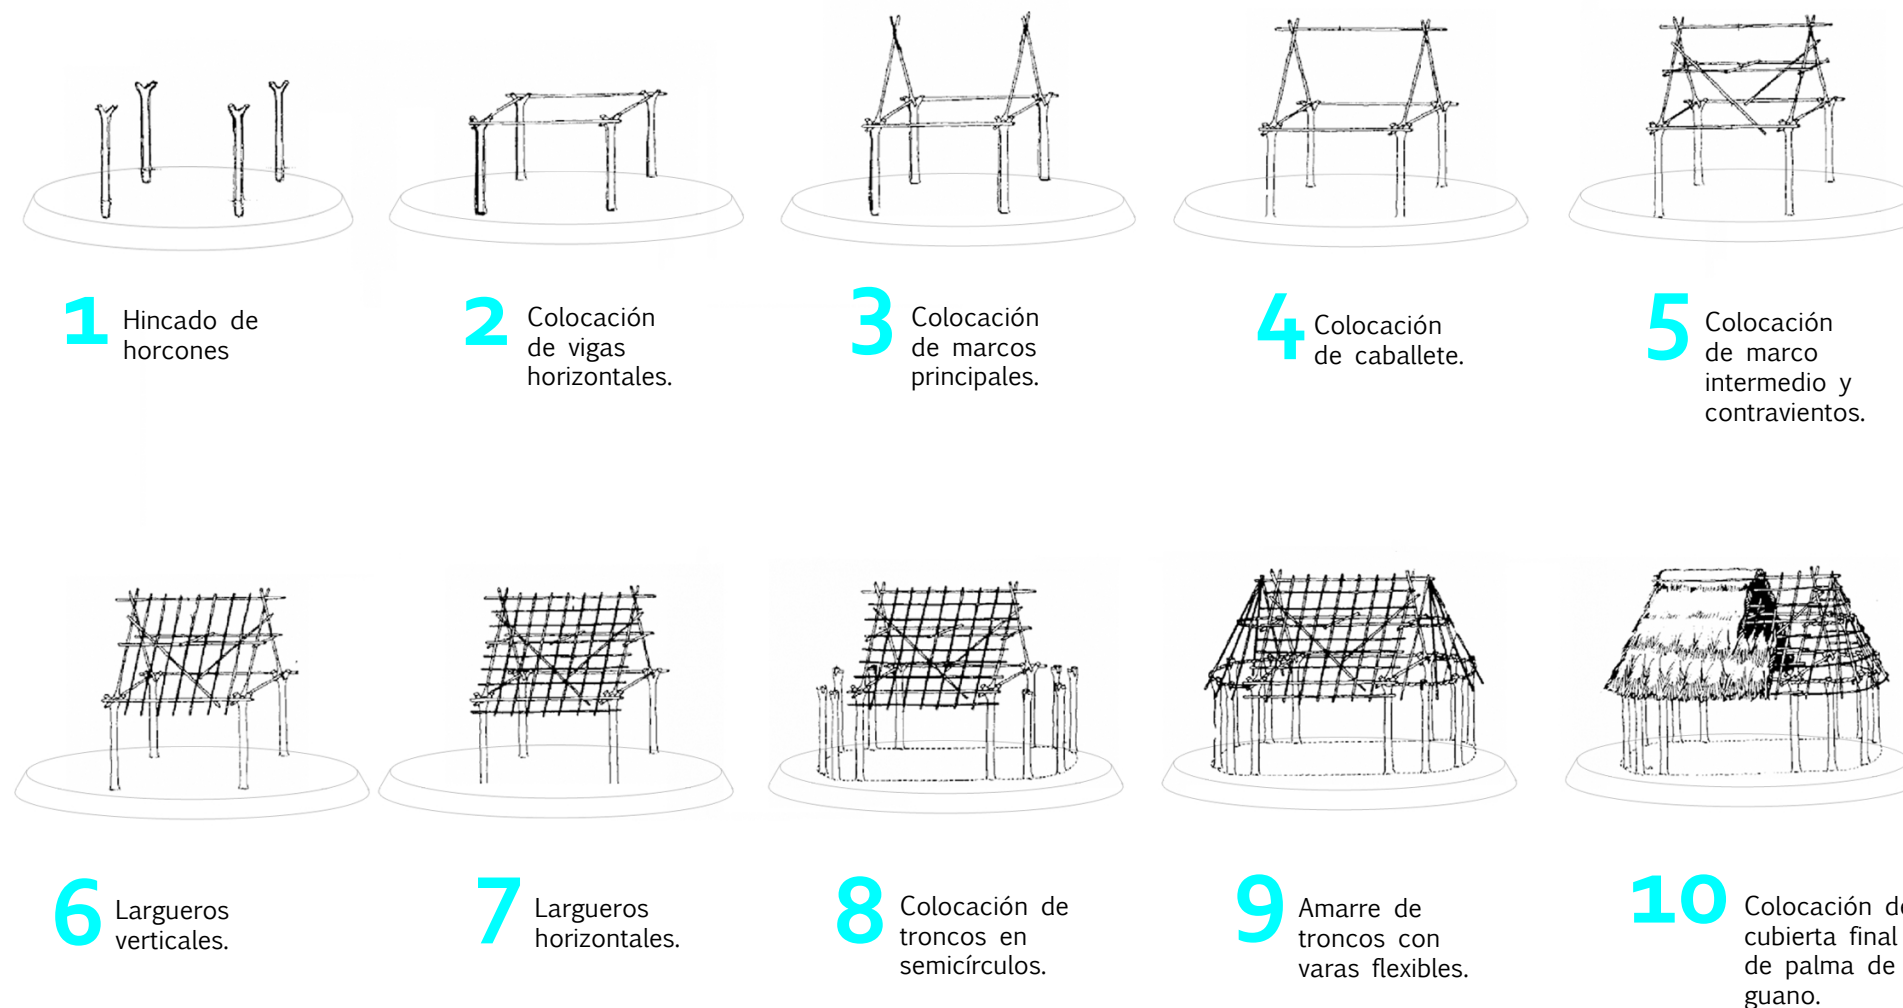 1 Hincado de
horcones
2 Colocación
de vigas
horizontales.
3 Colocación
de marcos
principales.
4 Colocación
de caballete.
5 Colocación
de marco
intermedio y
contravientos.
6 Largueros
verticales.
7 Largueros
horizontales.
8 Colocación de
troncos en
semicírculos.
9 Amarre de
troncos con
varas flexibles.
10 Colocación de
cubierta final
de palma de
guano.